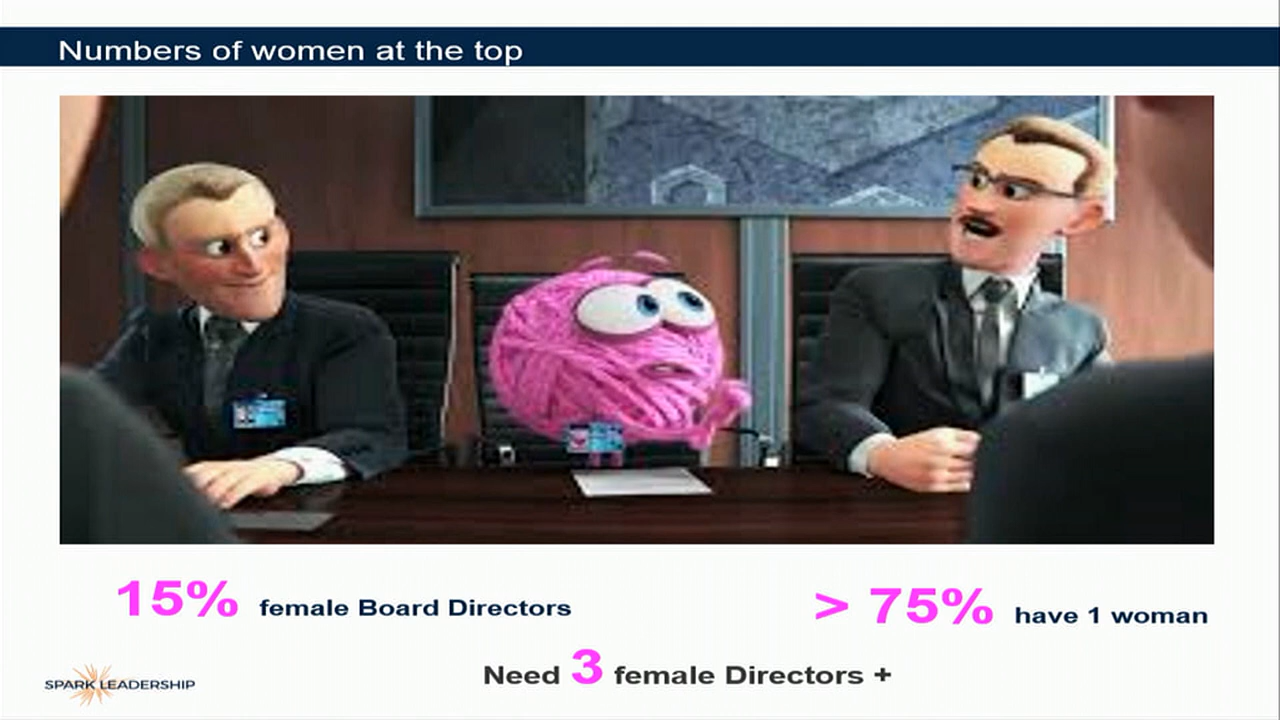 Numbers of women at the top
15% female Board Directors
> 75% have 1 woman
Need 3 female Directors +
SPARK LEADERSHIP